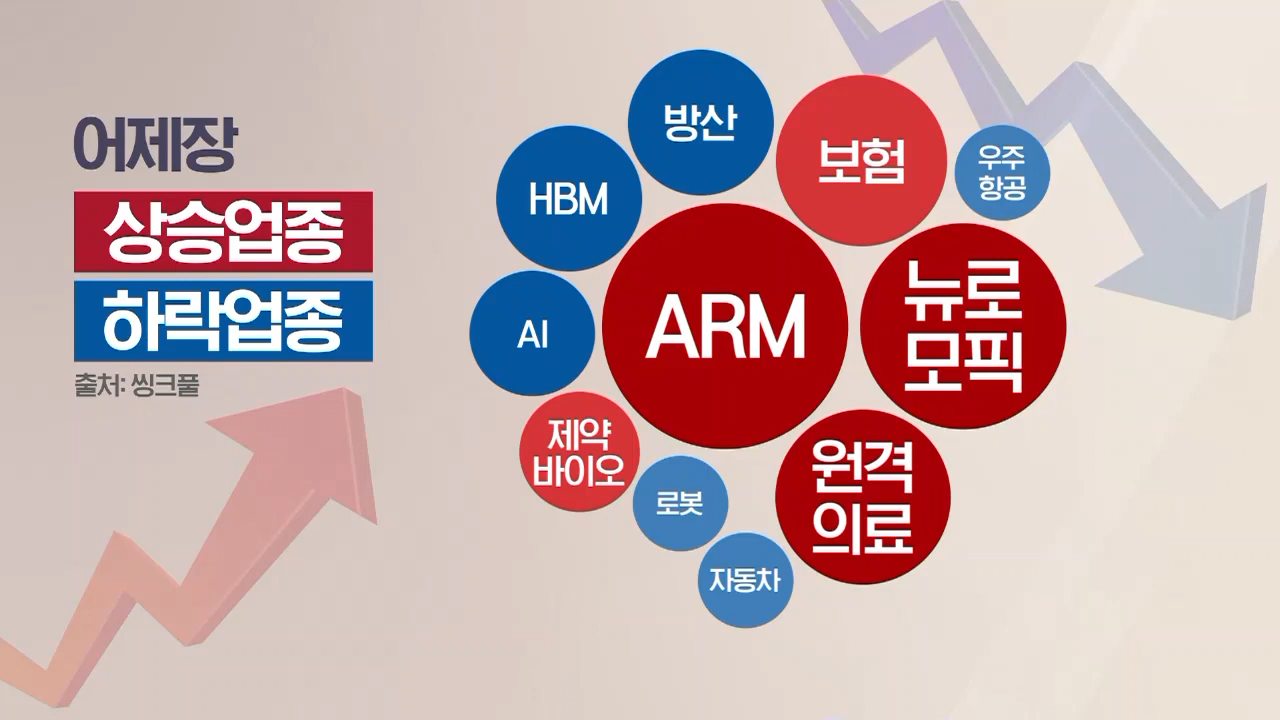 어제장
상승업종
하락업종
출처: 씽크풀
방산
보험
우주
항공
HBM
ARM
뉴로
모픽
AI
제약
바이오
로봇
원격
의료
자동차